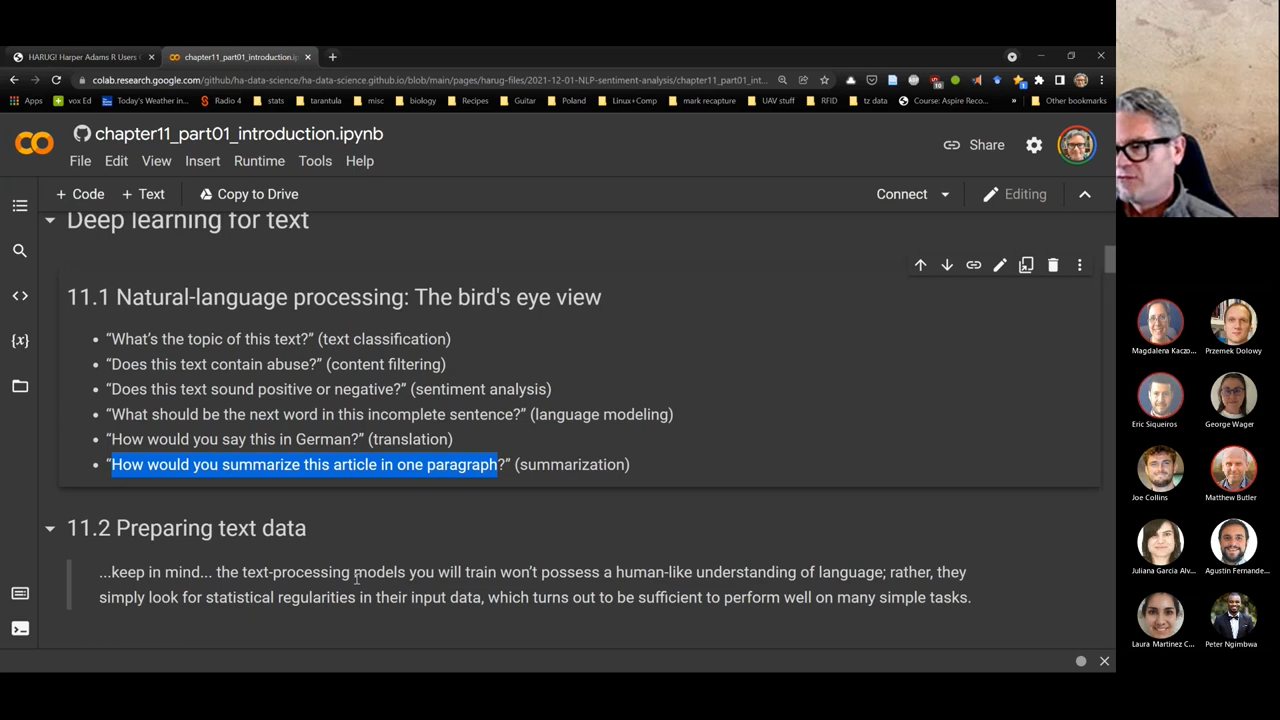 HARUG! Harper Adams R Users
chapter11_part01_introduction.ip
colab.research.google.com/github/ha-data-science/ha-data-science.github.io/blob/main/pages/harug-files/2021-12-01-NLP-sentiment-analysis/chapter11_part01_int...
Apps vox Ed Today's Weather in... Radio 4 stats tarantula misc biology Recipes Guitar Poland Linux+Comp mark recapture UAV stuff RFID tz data Course: Aspire Reco... » Other bookmarks
chapter11_part01_introduction.ipynb
File Edit View Insert Runtime Tools Help
Share
+ Code + Text Copy to Drive
Connect Editing
Deep learning for text
11.1 Natural-language processing: The bird's eye view
• “What’s the topic of this text?” (text classification)
• “Does this text contain abuse?” (content filtering)
• “Does this text sound positive or negative?” (sentiment analysis)
• “What should be the next word in this incomplete sentence?” (language modeling)
• “How would you say this in German?” (translation)
• “How would you summarize this article in one paragraph?” (summarization)
11.2 Preparing text data
...keep in mind... the text-processing models you will train won’t possess a human-like understanding of language; rather, they
simply look for statistical regularities in their input data, which turns out to be sufficient to perform well on many simple tasks.
Magdalena Kaczo... Przemek Dolowy
Eric Siqueiros George Wager
Joe Collins Matthew Butler
Juliana Garcia Alv... Agustin Fernande...
Laura Martinez C... Peter Ngimbwa